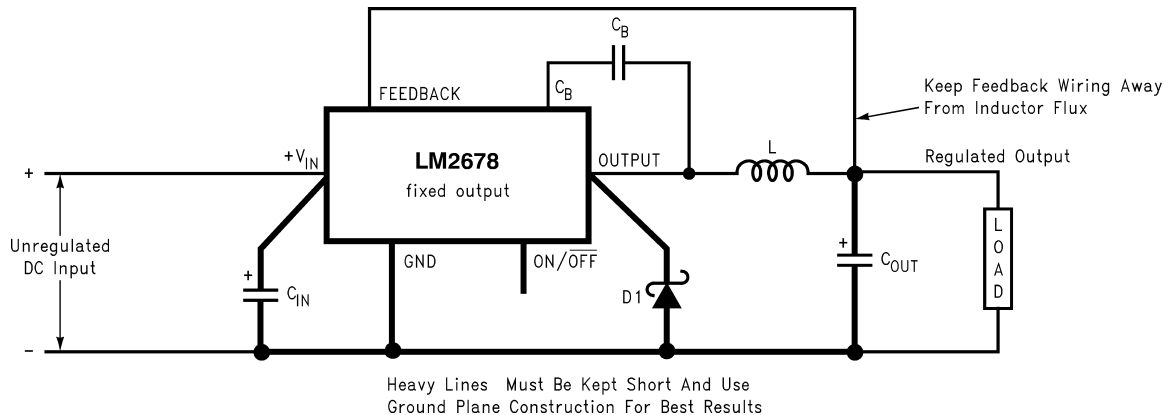 C_B
C_B
FEEDBACK
Keep Feedback Wiring Away
From Inductor Flux
+V_IN
LM2678
fixed output
OUTPUT
L
Regulated Output
+
Unregulated
DC Input
−
+
C_IN
GND
ON/O̅F̅F̅
D1
+
C_OUT
LOAD
Heavy Lines Must Be Kept Short And Use
Ground Plane Construction For Best Results